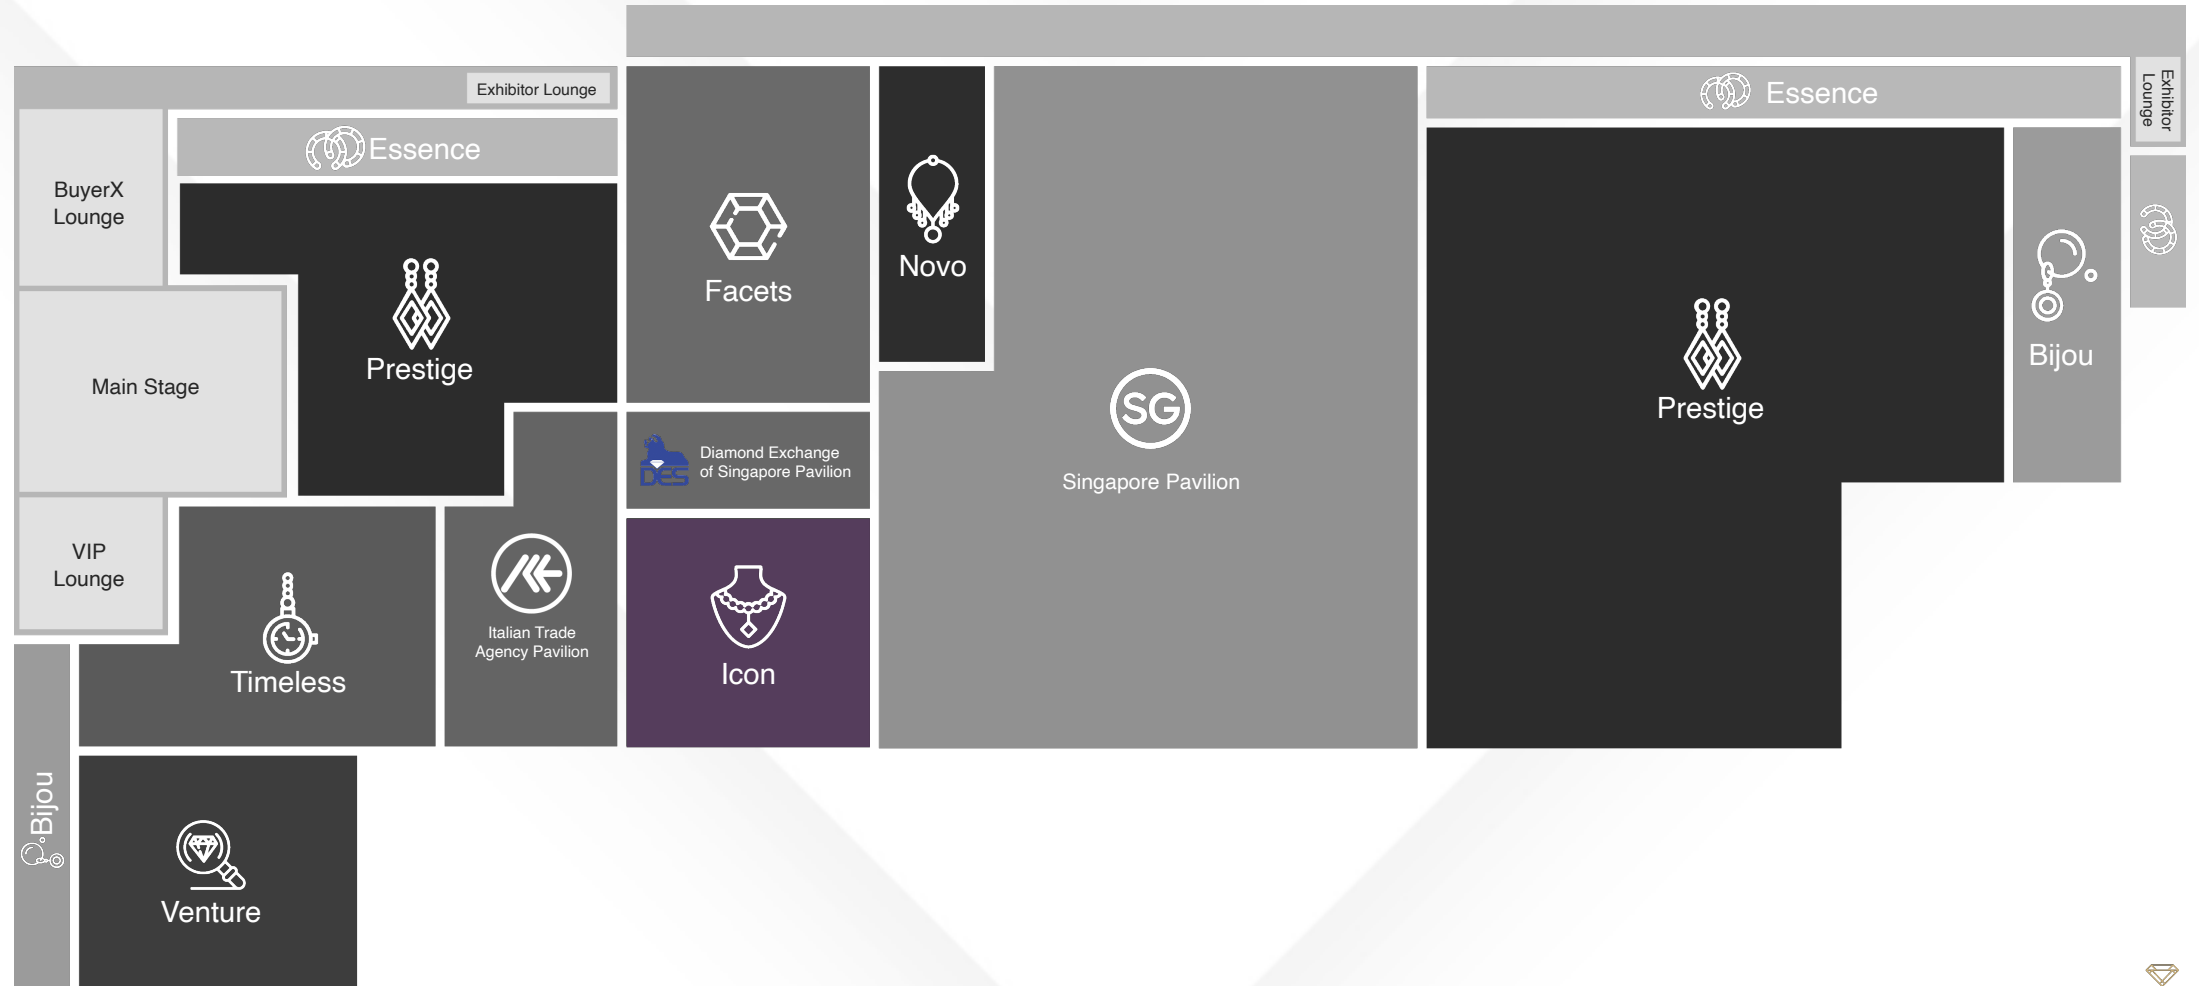 Exhibitor Lounge
Essence
BuyerX
Lounge
Main Stage
VIP
Lounge
Prestige
Timeless
Italian Trade
Agency Pavilion
Bijou
Venture
Facets
DES
Diamond Exchange
of Singapore Pavilion
Icon
Novo
SG
Singapore Pavilion
Essence
Prestige
Bijou
Exhibitor
Lounge